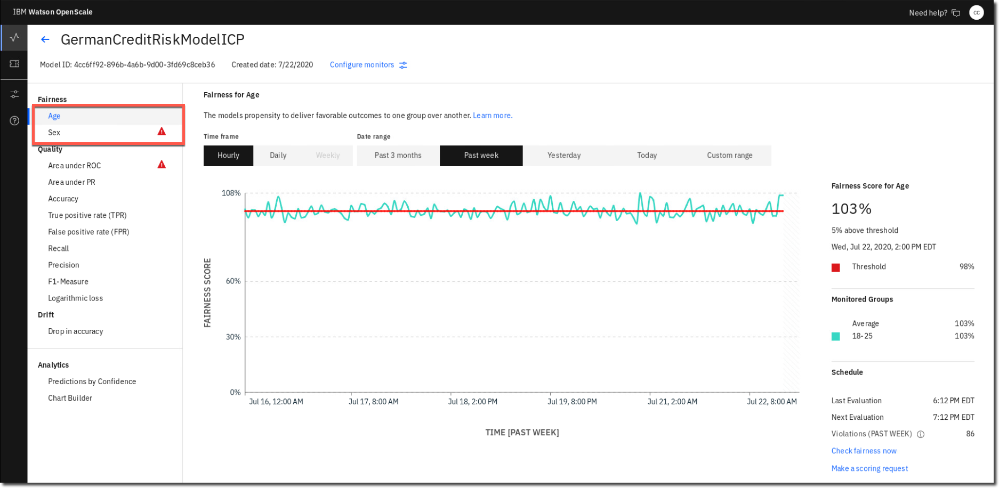 IBM Watson OpenScale
Need help?
CC
GermanCreditRiskModelICP
Model ID: 4cc6ff92-896b-4a6b-9d00-3fd69c8ceb36 Created date: 7/22/2020 Configure monitors
Fairness
Age
Sex
Quality
Area under ROC
Area under PR
Accuracy
True positive rate (TPR)
False positive rate (FPR)
Recall
Precision
F1-Measure
Logarithmic loss
Drift
Drop in accuracy
Analytics
Predictions by Confidence
Chart Builder
Fairness for Age
The models propensity to deliver favorable outcomes to one group over another. Learn more.
Time frame
Hourly Daily Weekly
Date range
Past 3 months Past week Yesterday Today Custom range
FAIRNESS SCORE
108%
60%
30%
0%
Jul 16, 12:00 AM Jul 17, 8:00 AM Jul 18, 2:00 PM Jul 19, 8:00 PM Jul 21, 2:00 AM Jul 22, 8:00 AM
TIME [PAST WEEK]
Fairness Score for Age
103%
5% above threshold
Wed, Jul 22, 2020, 2:00 PM EDT
Threshold 98%
Monitored Groups
Average 103%
18-25 103%
Schedule
Last Evaluation 6:12 PM EDT
Next Evaluation 7:12 PM EDT
Violations (PAST WEEK) 86
Check fairness now
Make a scoring request